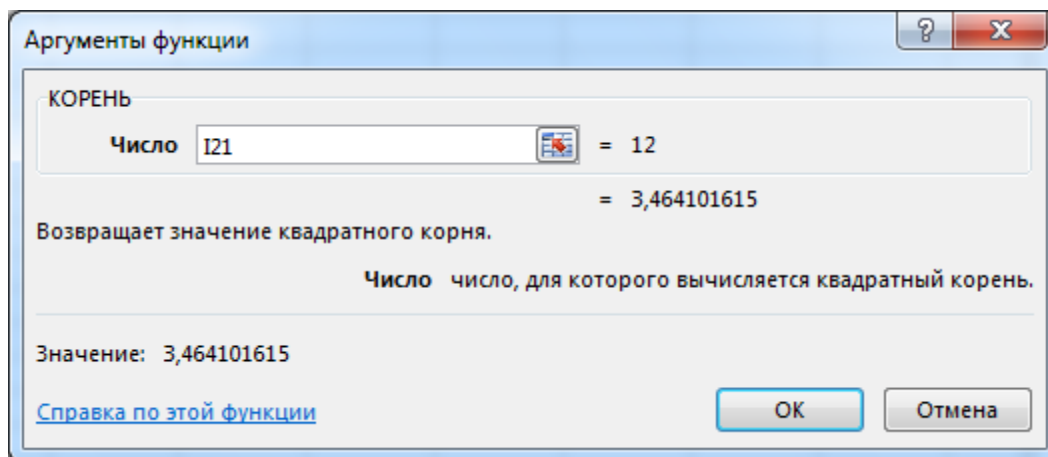 Аргументы функции
КОРЕНЬ
Число I21 = 12
= 3,464101615
Возвращает значение квадратного корня.
Число число, для которого вычисляется квадратный корень.
Значение: 3,464101615
Справка по этой функции ОК Отмена